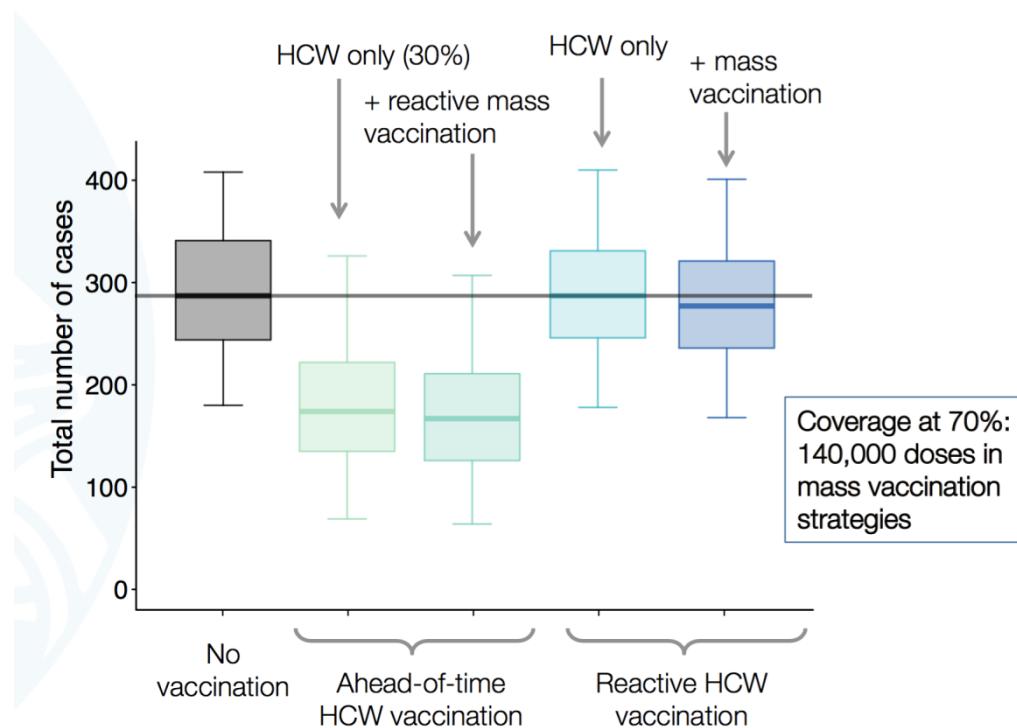 HCW only (30%)
+ reactive mass
vaccination
HCW only
+ mass
vaccination
Total number of cases
400
300
200
100
0
Coverage at 70%:
140,000 doses in
mass vaccination
strategies
No
vaccination
Ahead-of-time
HCW vaccination
Reactive HCW
vaccination